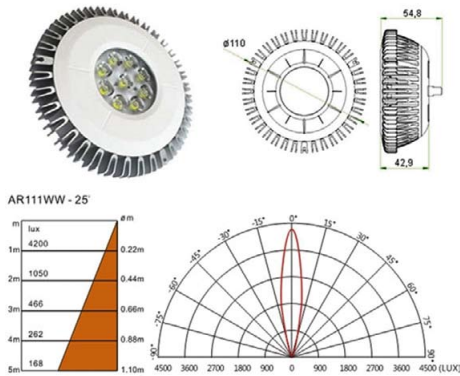 54,8
ø110
42,9
AR111WW - 25°
m lux øm
1m 4200 0.22m
2m 1050 0.44m
3m 466 0.66m
4m 262 0.88m
5m 168 1.10m
-90° -75° -60° -45° -30° -15° 0° 15° 30° 45° 60° 75° 90°
4500 3600 2700 1800 900 0 900 1800 2700 3600 4500 (LUX)